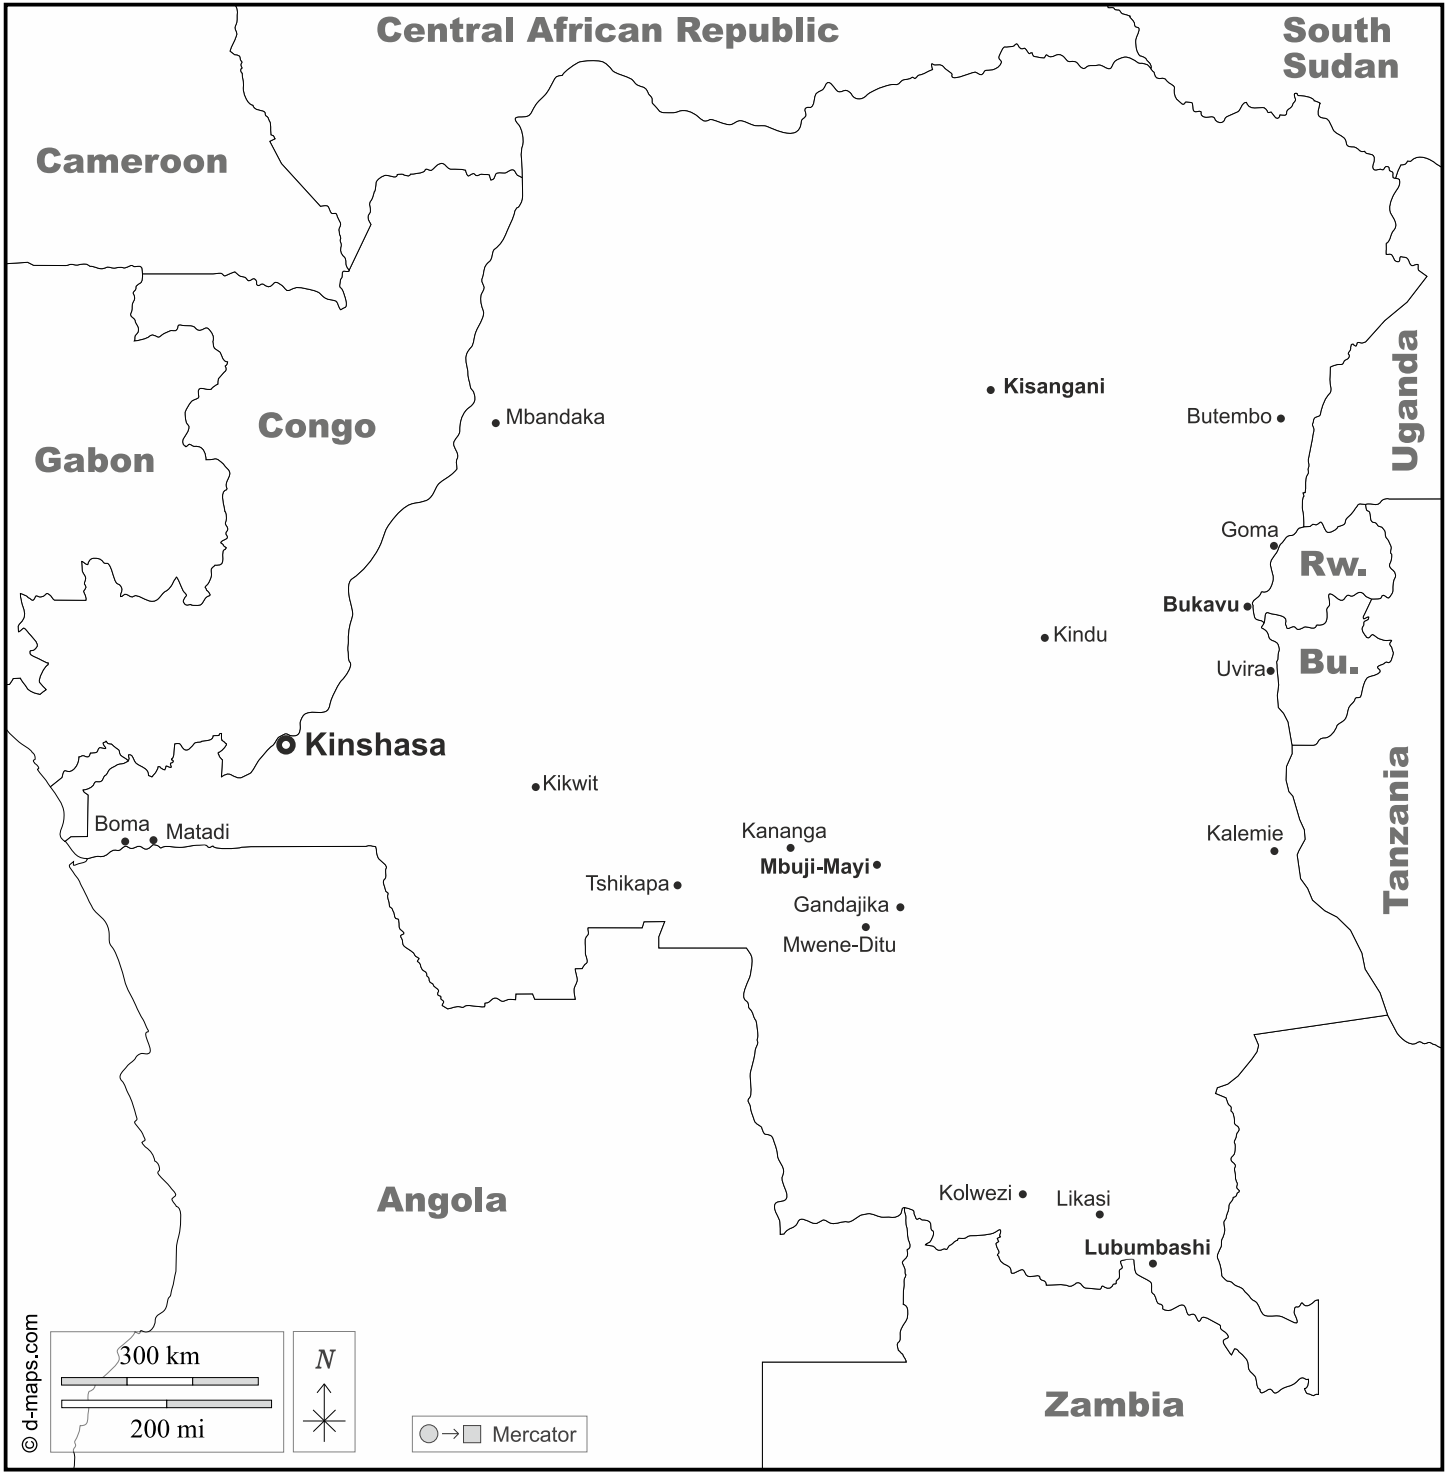 Central African Republic
South
Sudan
Cameroon
Uganda
Kisangani
Mbandaka
Butembo
Congo
Gabon
Goma
Rw.
Bukavu
Kindu
Bu.
Uvira
Kinshasa
Tanzania
Kikwit
Boma
Matadi
Kananga
Kalemie
Mbuji-Mayi
Tshikapa
Gandajika
Mwene-Ditu
Angola
Kolwezi
Likasi
Lubumbashi
Zambia
© d-maps.com
300 km
200 mi
N
Mercator